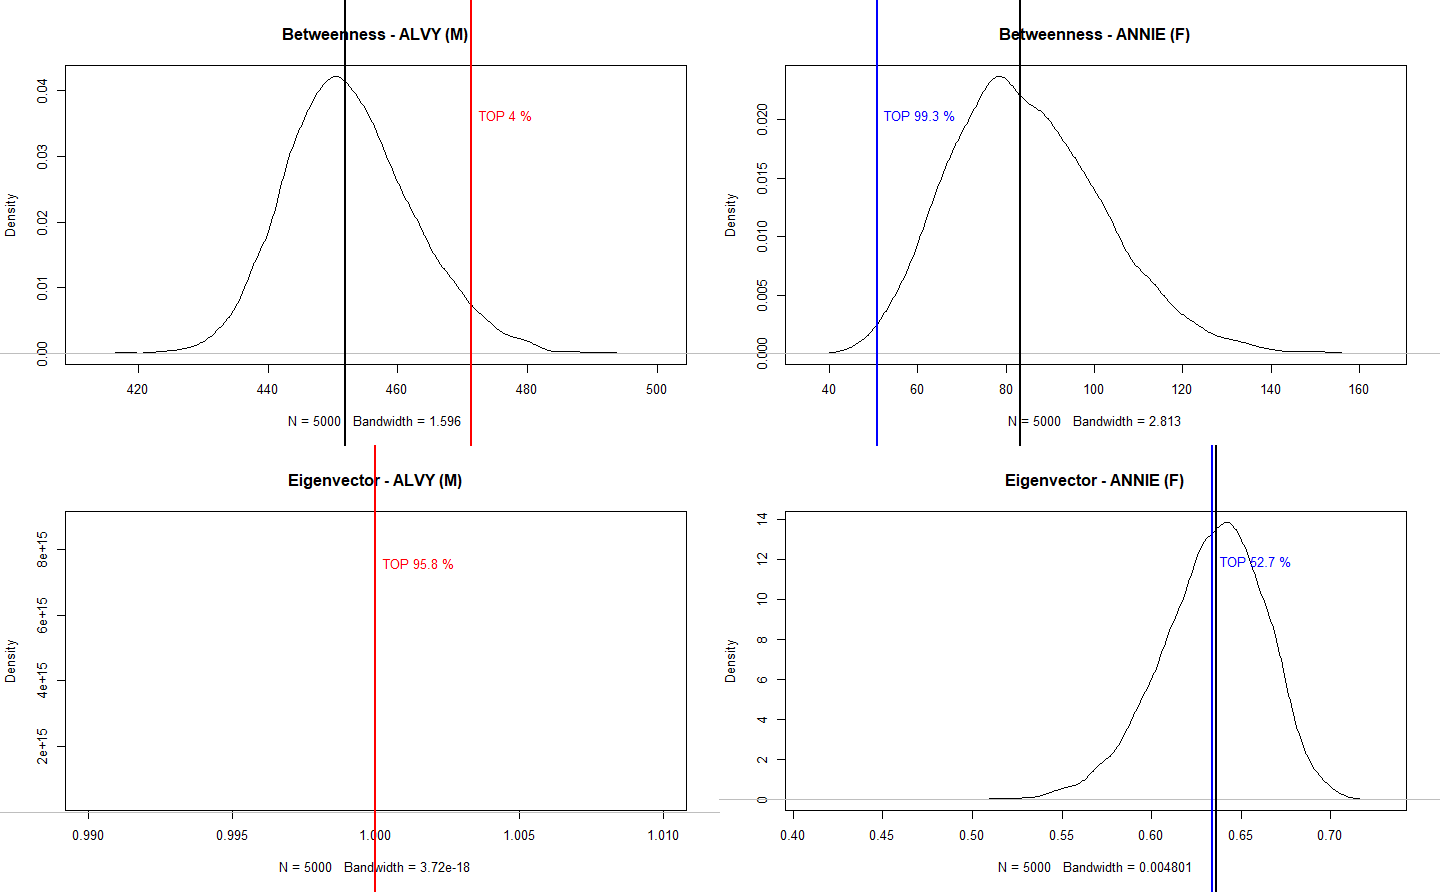 Betweenness - ALVY (M)
TOP 4 %
Density
0.00 0.01 0.02 0.03 0.04
420 440 460 480 500
N = 5000 Bandwidth = 1.596
Betweenness - ANNIE (F)
TOP 99.3 %
Density
0.000 0.005 0.010 0.015 0.020
40 60 80 100 120 140 160
N = 5000 Bandwidth = 2.813
Eigenvector - ALVY (M)
TOP 95.8 %
Density
2e+15 4e+15 6e+15 8e+15
0.990 0.995 1.000 1.005 1.010
N = 5000 Bandwidth = 3.72e-18
Eigenvector - ANNIE (F)
TOP 52.7 %
Density
0 2 4 6 8 10 12 14
0.40 0.45 0.50 0.55 0.60 0.65 0.70
N = 5000 Bandwidth = 0.004801